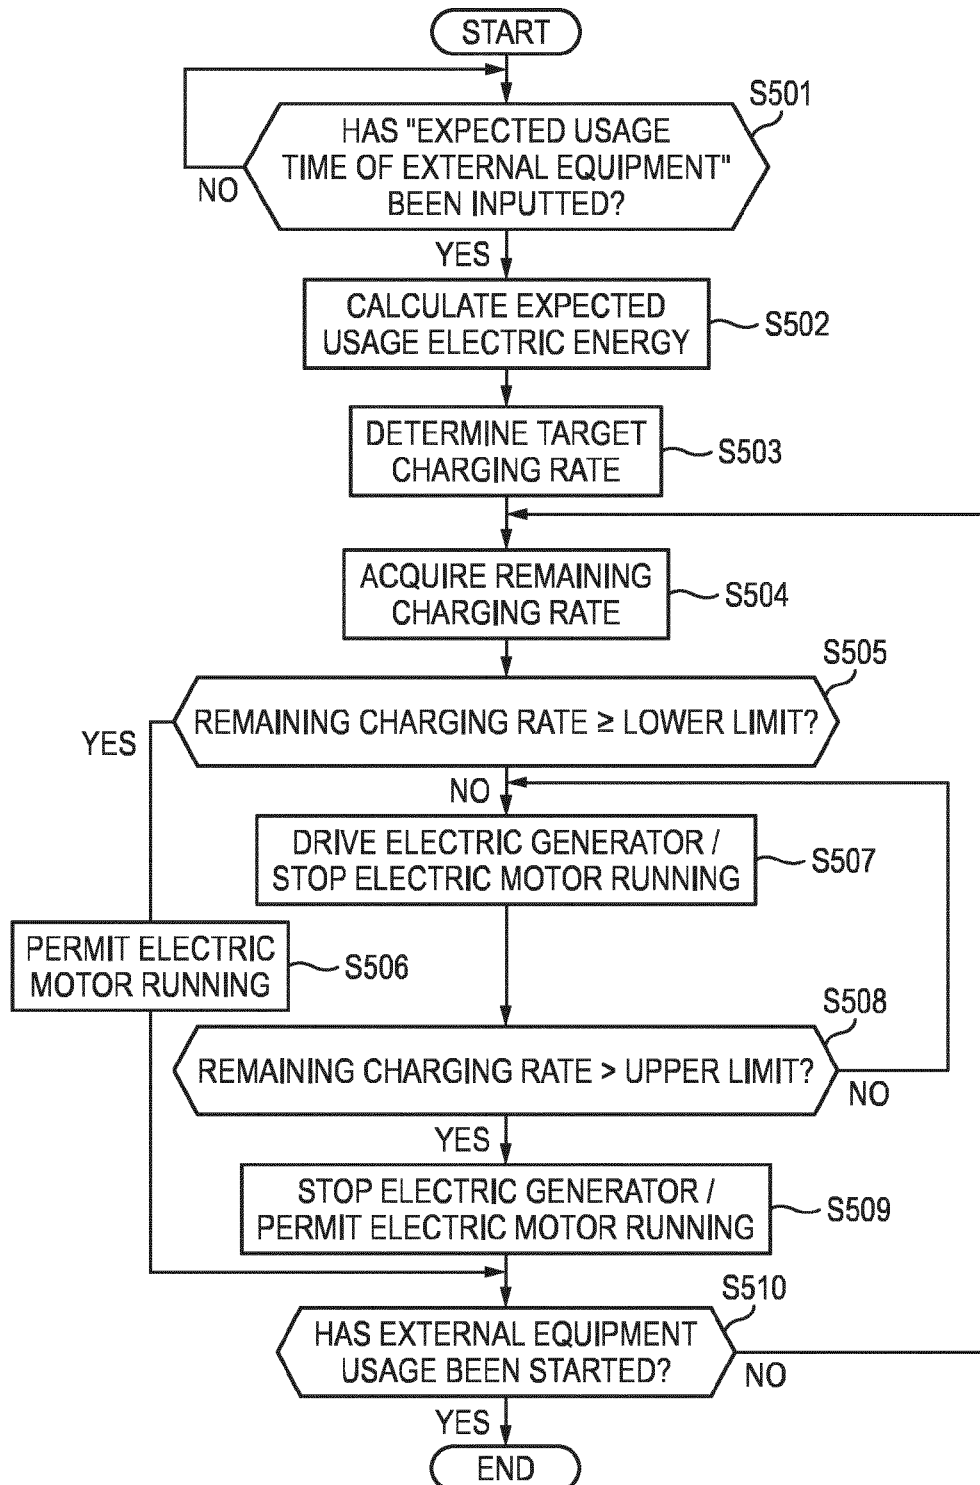 START
S501
HAS "EXPECTED USAGE
TIME OF EXTERNAL EQUIPMENT"
BEEN INPUTTED?
NO
YES
CALCULATE EXPECTED
USAGE ELECTRIC ENERGY
S502
DETERMINE TARGET
CHARGING RATE
S503
ACQUIRE REMAINING
CHARGING RATE
S504
S505
REMAINING CHARGING RATE ≥ LOWER LIMIT?
YES
NO
DRIVE ELECTRIC GENERATOR /
STOP ELECTRIC MOTOR RUNNING
S507
PERMIT ELECTRIC
MOTOR RUNNING
S506
S508
REMAINING CHARGING RATE > UPPER LIMIT?
NO
YES
STOP ELECTRIC GENERATOR /
PERMIT ELECTRIC MOTOR RUNNING
S509
S510
HAS EXTERNAL EQUIPMENT
USAGE BEEN STARTED?
NO
YES
END